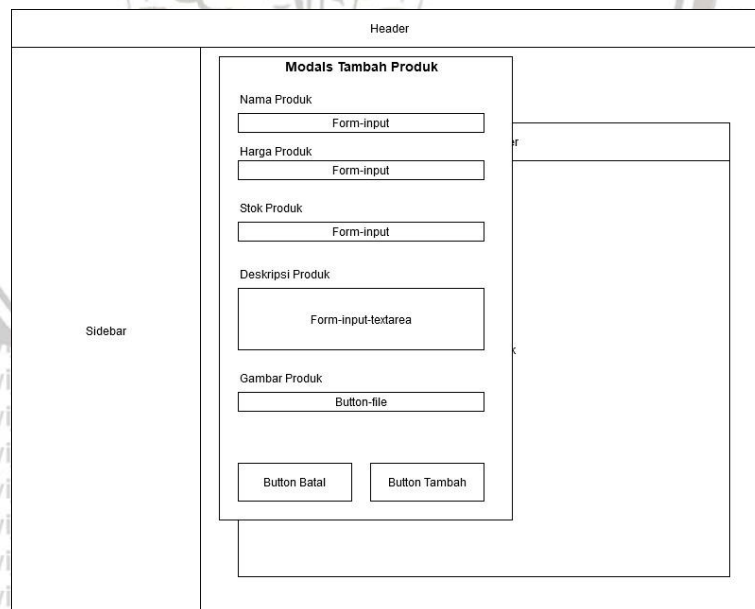 Header
Modals Tambah Produk
Nama Produk
Form-input
Harga Produk
Form-input
Stok Produk
Form-input
Deskripsi Produk
Form-input-textarea
Sidebar
Gambar Produk
Button-file
Button Batal
Button Tambah